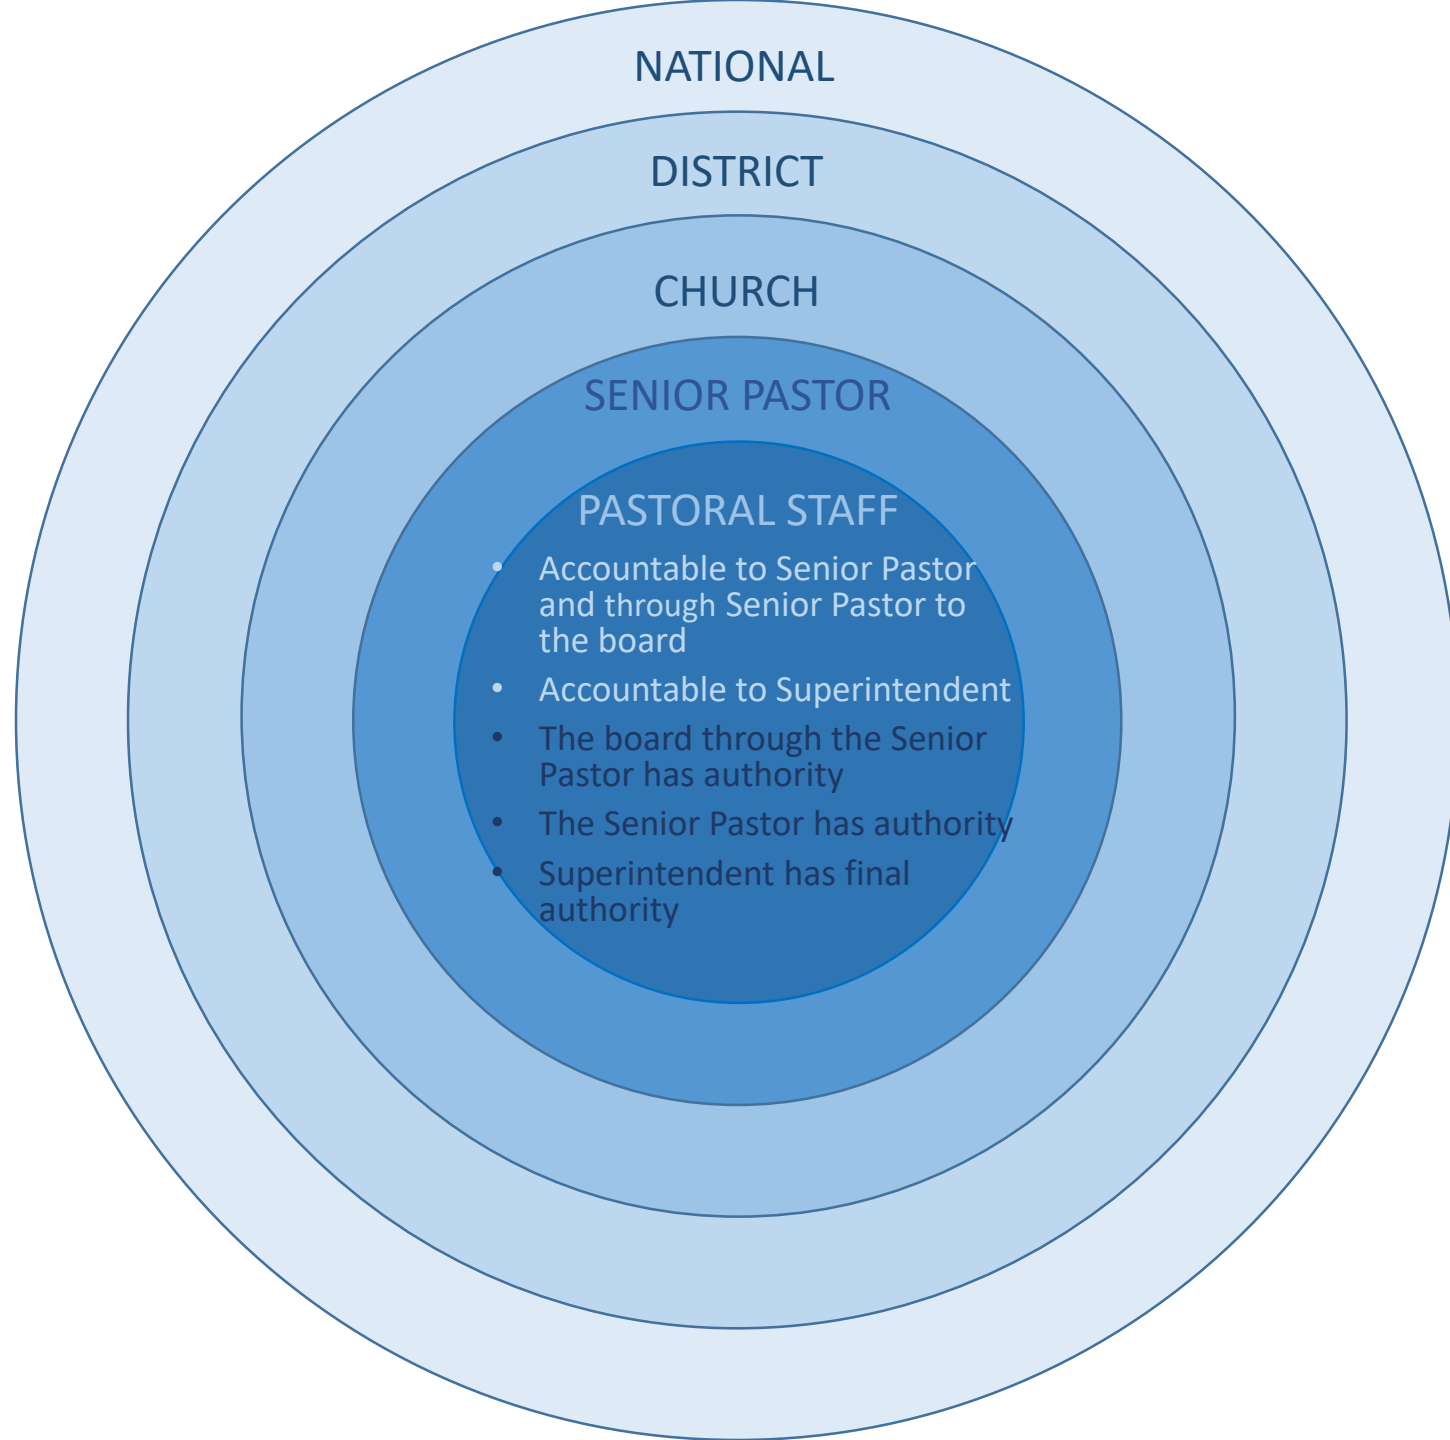 NATIONAL
DISTRICT
CHURCH
SENIOR PASTOR
PASTORAL STAFF
• Accountable to Senior Pastor
and through Senior Pastor to
the board
• Accountable to Superintendent
• The board through the Senior
Pastor has authority
• The Senior Pastor has authority
• Superintendent has final
authority